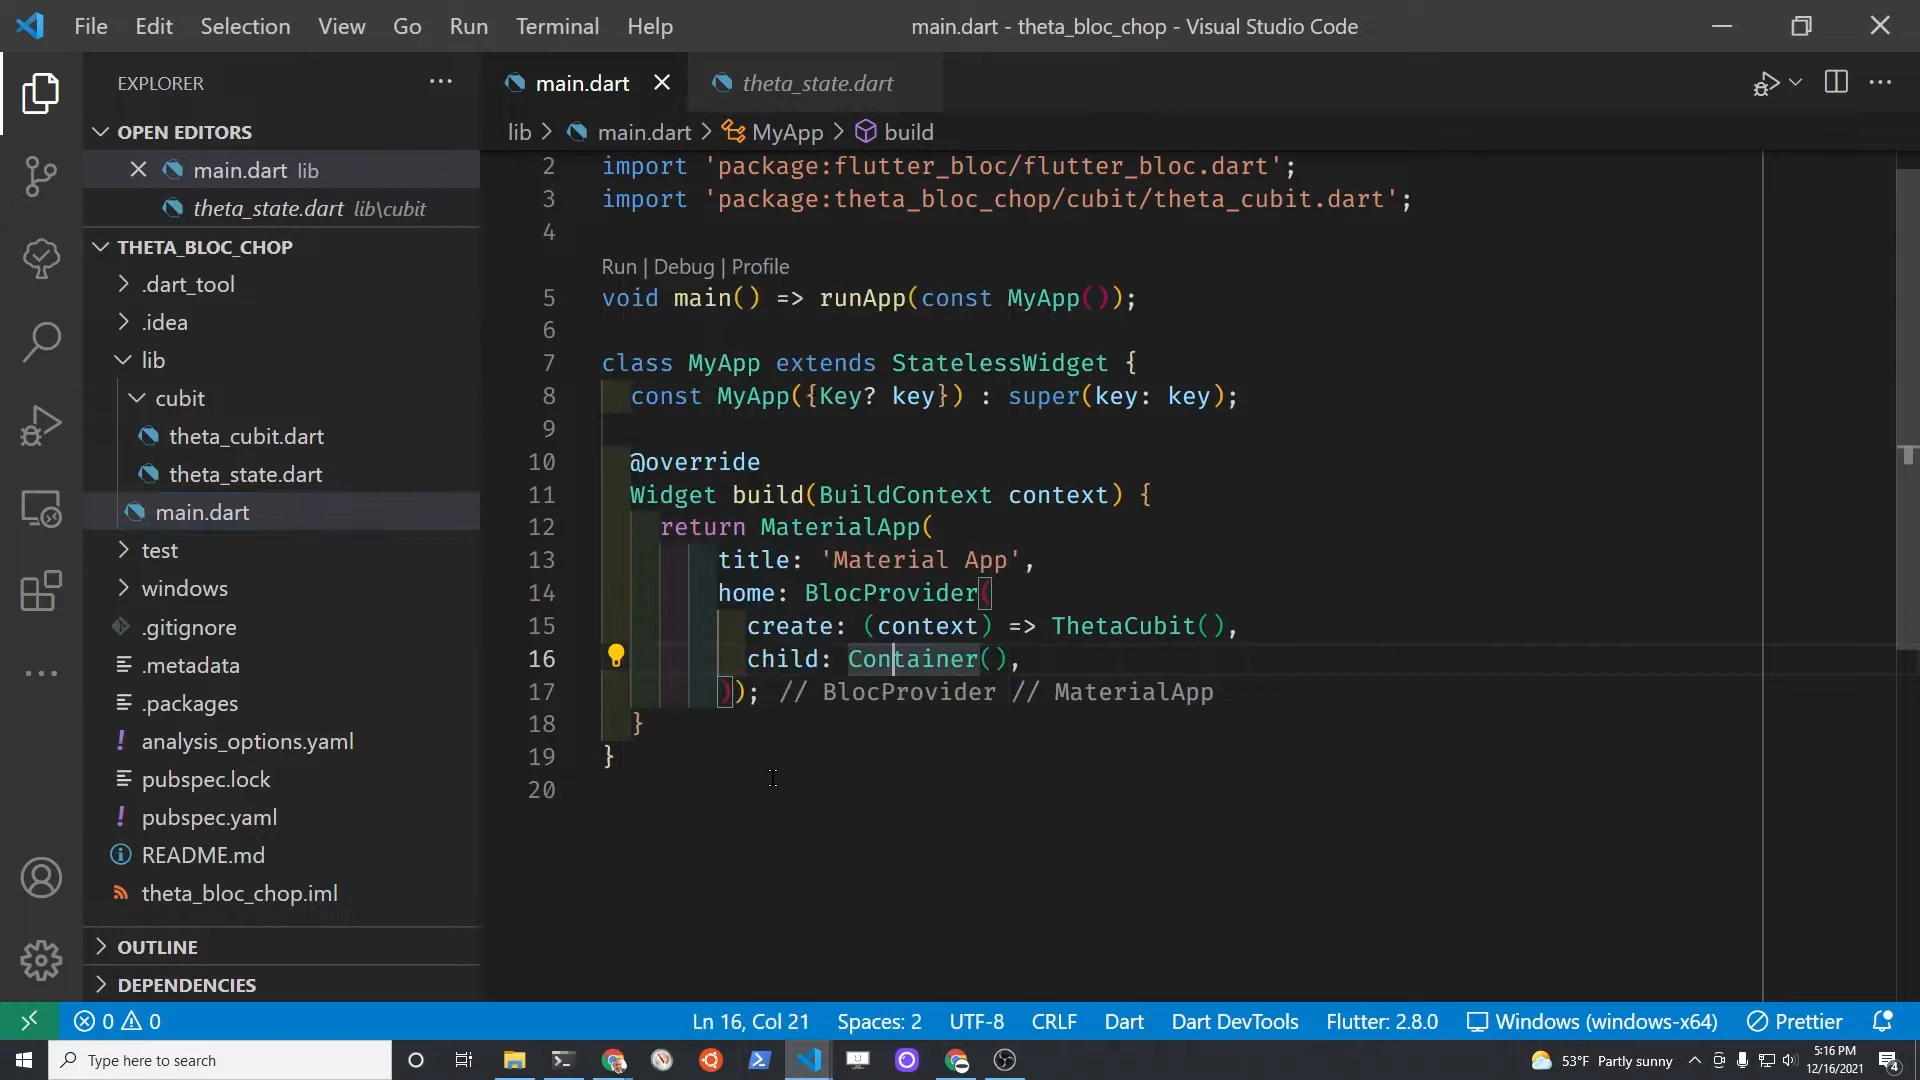 File Edit Selection View Go Run Terminal Help
main.dart - theta_bloc_chop - Visual Studio Code
EXPLORER
OPEN EDITORS
main.dart lib
theta_state.dart lib\cubit
THETA_BLOC_CHOP
.dart_tool
.idea
lib
cubit
theta_cubit.dart
theta_state.dart
main.dart
test
windows
.gitignore
.metadata
.packages
analysis_options.yaml
pubspec.lock
pubspec.yaml
README.md
theta_bloc_chop.iml
OUTLINE
DEPENDENCIES
main.dart
theta_state.dart
lib > main.dart > MyApp > build
2 import 'package:flutter_bloc/flutter_bloc.dart';
3 import 'package:theta_bloc_chop/cubit/theta_cubit.dart';
4
Run | Debug | Profile
5 void main() => runApp(const MyApp());
6
7 class MyApp extends StatelessWidget {
8 const MyApp({Key? key}) : super(key: key);
9
10 @override
11 Widget build(BuildContext context) {
12 return MaterialApp(
13 title: 'Material App',
14 home: BlocProvider(
15 create: (context) => ThetaCubit(),
16 child: Container(),
17 )); // BlocProvider // MaterialApp
18 }
19 }
20
0 0
Ln 16, Col 21 Spaces: 2 UTF-8 CRLF Dart Dart DevTools Flutter: 2.8.0 Windows (windows-x64) Prettier
Type here to search
53°F Partly sunny
5:16 PM
12/16/2021
4